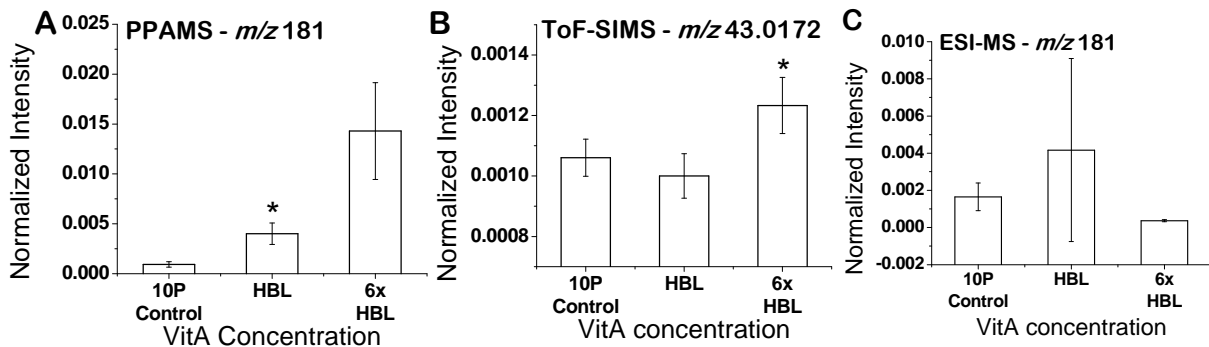 A
PPAMS - m/z 181
Normalized Intensity
0.025
0.020
0.015
0.010
0.005
0.000
*
10P Control
HBL
6x HBL
VitA Concentration
B
ToF-SIMS - m/z 43.0172
Normalized Intensity
0.0014
0.0012
0.0010
0.0008
*
10P Control
HBL
6x HBL
VitA concentration
C
ESI-MS - m/z 181
Normalized Intensity
0.010
0.008
0.006
0.004
0.002
0.000
-0.002
10P Control
HBL
6x HBL
VitA concentration